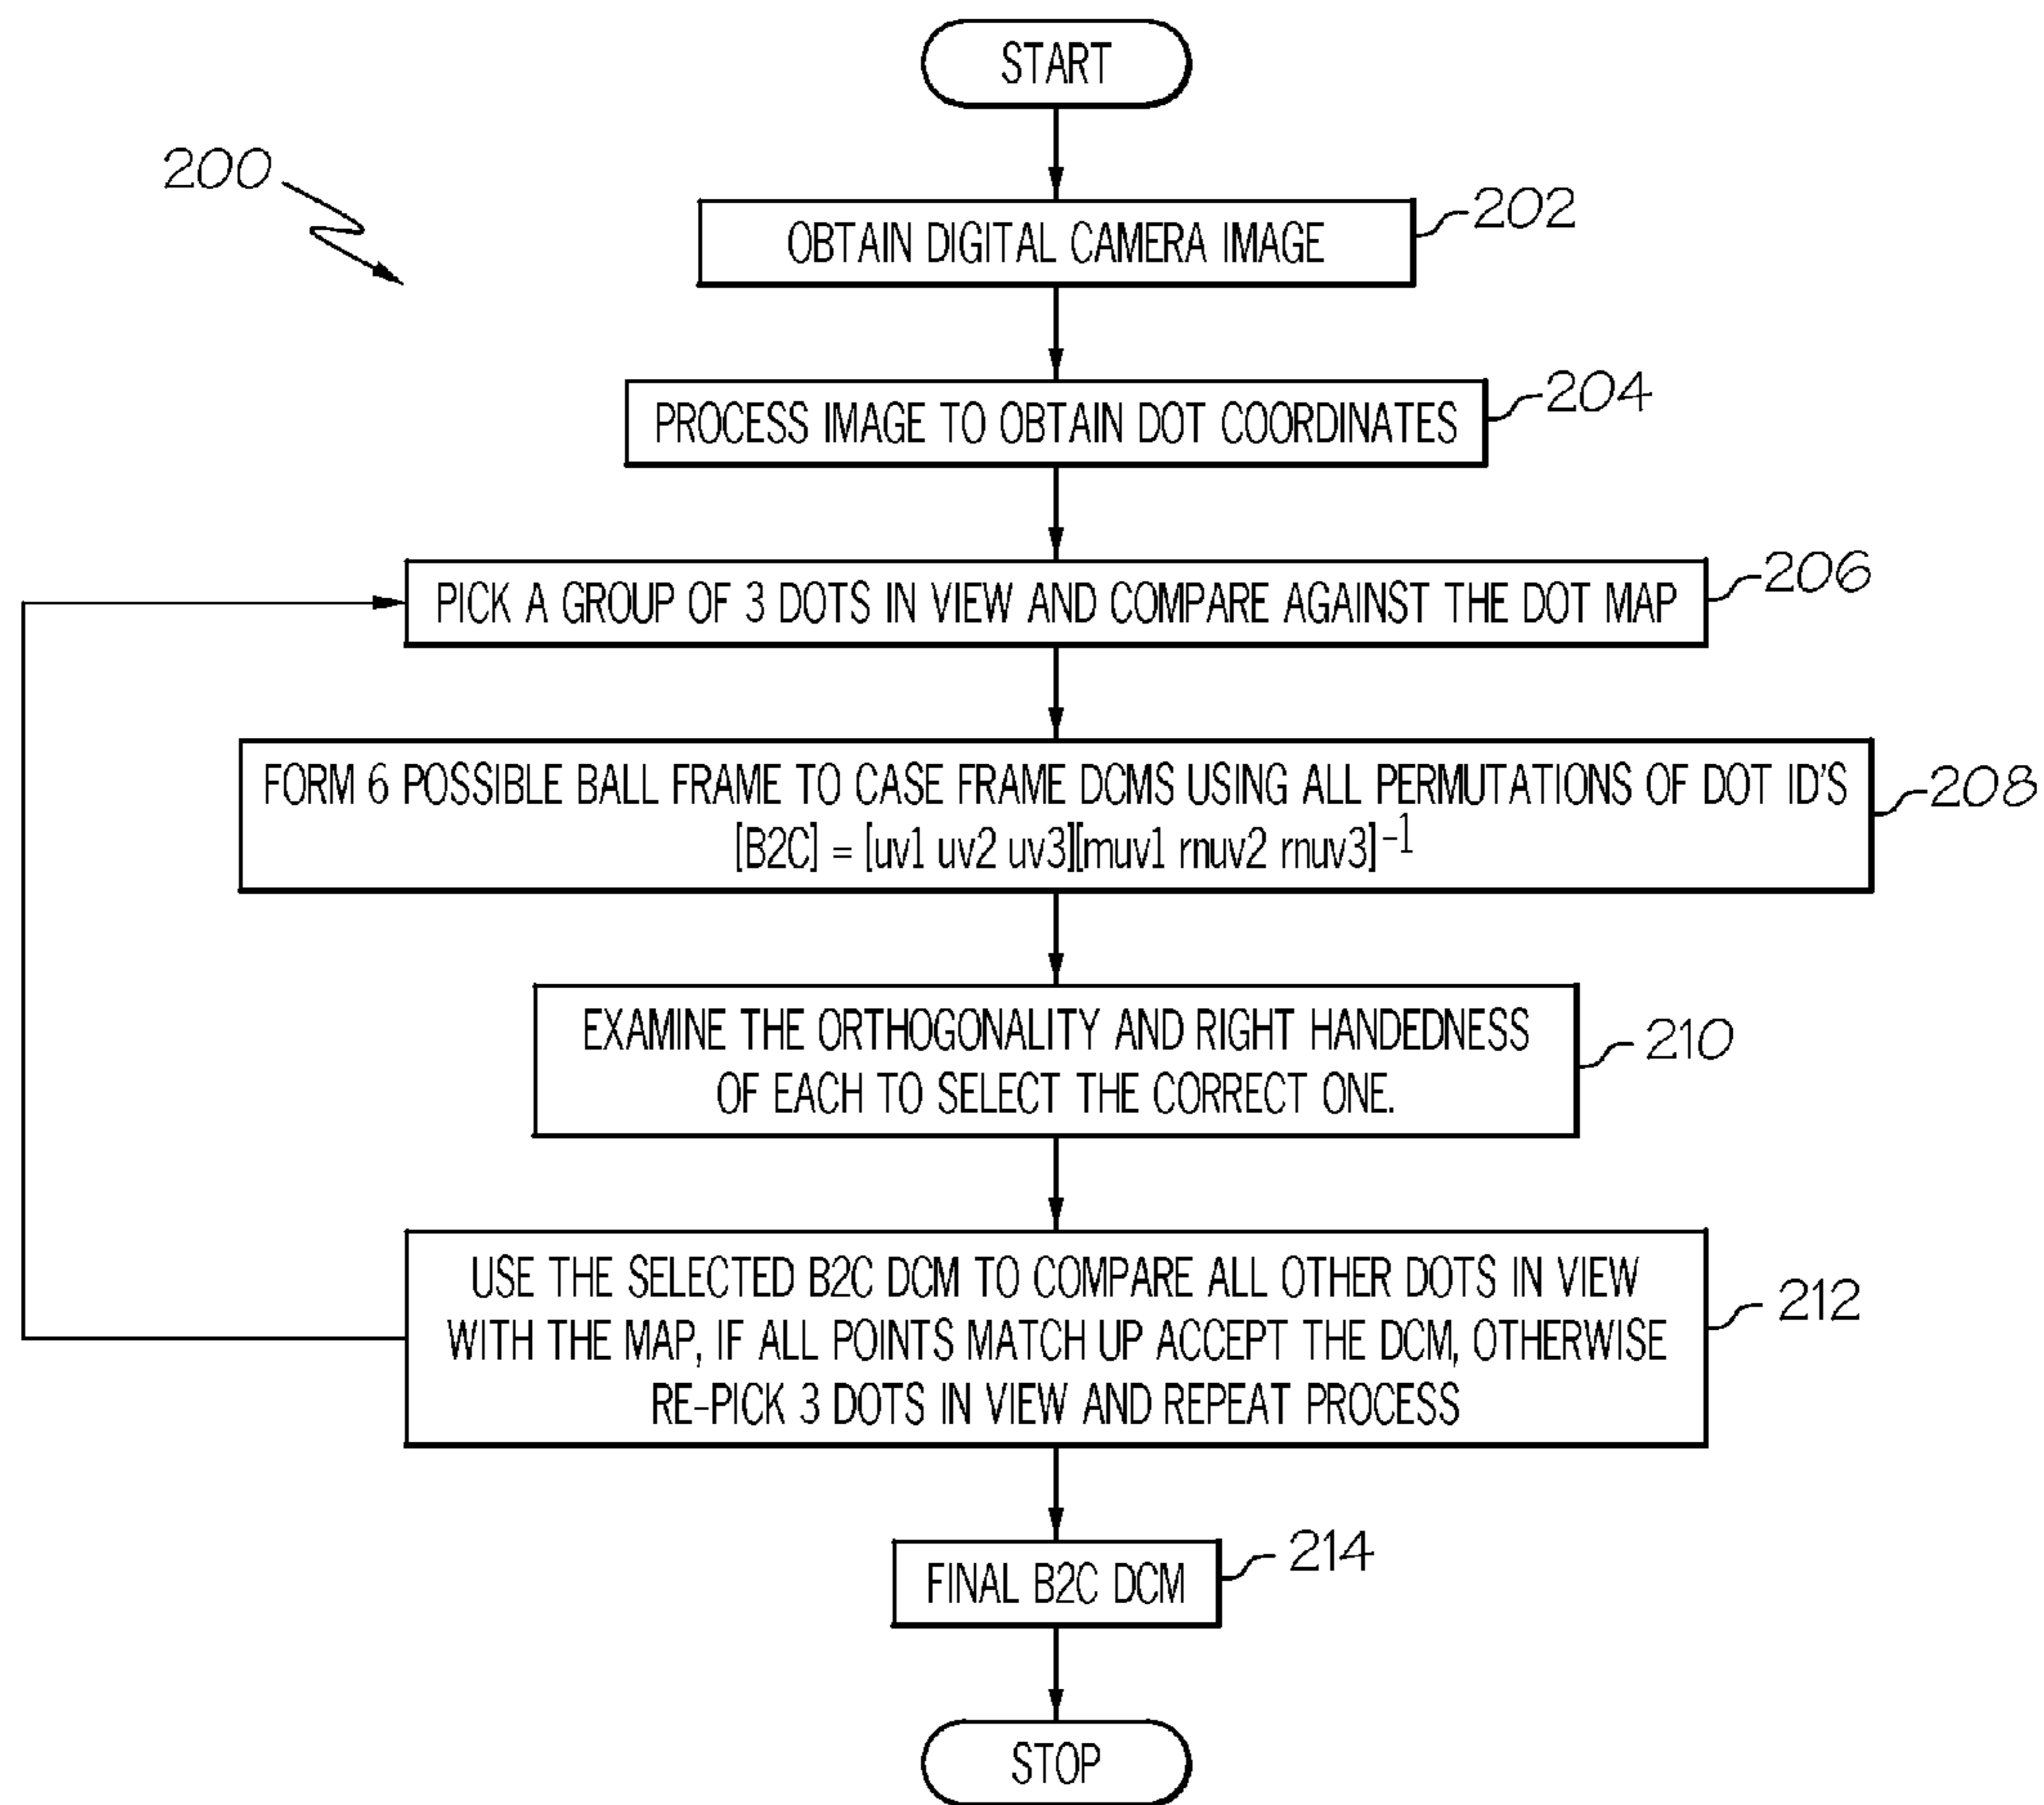 START
200
OBTAIN DIGITAL CAMERA IMAGE
202
PROCESS IMAGE TO OBTAIN DOT COORDINATES
204
PICK A GROUP OF 3 DOTS IN VIEW AND COMPARE AGAINST THE DOT MAP
206
FORM 6 POSSIBLE BALL FRAME TO CASE FRAME DCMS USING ALL PERMUTATIONS OF DOT ID'S
[B2C] = [uv1 uv2 uv3][muv1 rnuv2 rnuv3]⁻¹
208
EXAMINE THE ORTHOGONALITY AND RIGHT HANDEDNESS
OF EACH TO SELECT THE CORRECT ONE.
210
USE THE SELECTED B2C DCM TO COMPARE ALL OTHER DOTS IN VIEW
WITH THE MAP, IF ALL POINTS MATCH UP ACCEPT THE DCM, OTHERWISE
RE-PICK 3 DOTS IN VIEW AND REPEAT PROCESS
212
FINAL B2C DCM
214
STOP